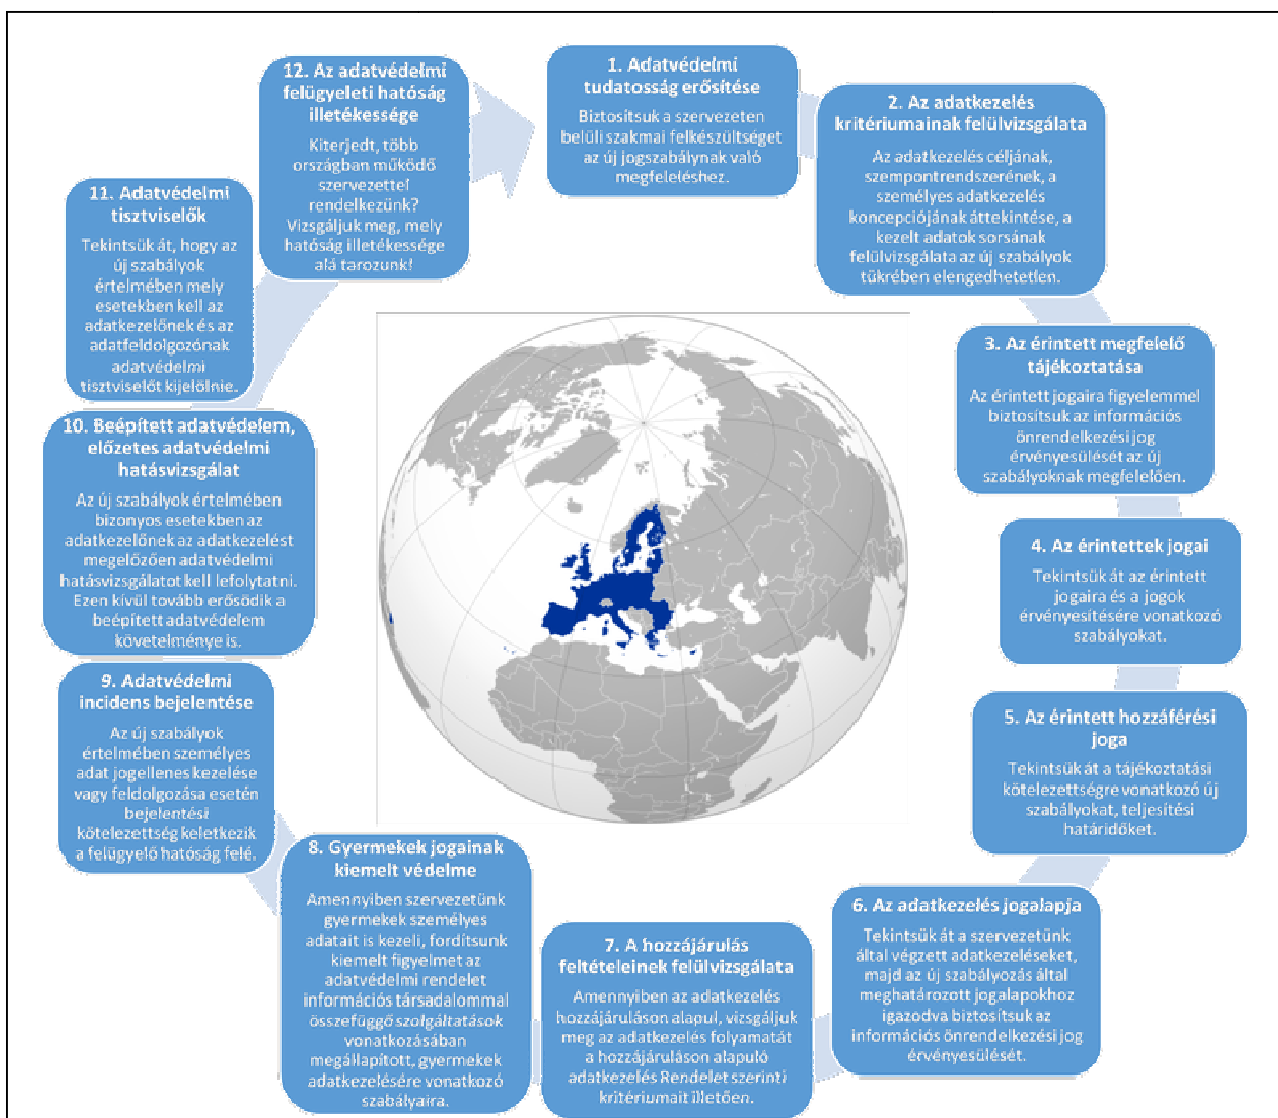 1. Adatvédelmi
tudatosság erősítése
Biztosítsuk a szervezeten
belüli szakmai felkészültséget
az új jogszabálynak való
megfeleléshez.
2. Az adatkezelés
kritériumainak felülvizsgálata
Az adatkezelés céljának,
szempontrendszerének, a
személyes adatkezelés
koncepciójának áttekintése, a
kezelt adatok sorsának
felülvizsgálata az új szabályok
tükrében elengedhetetlen.
3. Az érintett megfelelő
tájékoztatása
Az érintett jogaira figyelemmel
biztosítsuk az információs
önrendelkezési jog
érvényesülését az új
szabályoknak megfelelően.
4. Az érintettek jogai
Tekintsük át az érintett
jogaira és a jogok
érvényesítésére vonatkozó
szabályokat.
5. Az érintett hozzáférési
joga
Tekintsük át a tájékoztatási
kötelezettségre vonatkozó új
szabályokat, teljesítési
határidőket.
6. Az adatkezelés jogalapja
Tekintsük át a szervezetünk
által végzett adatkezeléseket,
majd az új szabályozás által
meghatározott jogalapokhoz
igazodva biztosítsuk az
információs önrendelkezési jog
érvényesülését.
7. A hozzájárulás
feltételeinek felülvizsgálata
Amennyiben az adatkezelés
hozzájáruláson alapul, vizsgáljuk
meg az adatkezelés folyamatát
a hozzájáruláson alapuló
adatkezelés Rendelet szerinti
kritériumait illetően.
8. Gyermekek jogainak
kiemelt védelme
Amennyiben szervezetünk
gyermekek személyes
adatait is kezeli, fordítsunk
kiemelt figyelmet az
adatvédelmi rendelet
információs társadalommal
összefüggő szolgáltatások
vonatkozásában
megállapított, gyermekek
adatkezelésére vonatkozó
szabályaira.
9. Adatvédelmi
incidens bejelentése
Az új szabályok
értelmében személyes
adat jogellenes kezelése
vagy feldolgozása esetén
bejelentési
kötelezettség keletkezik
a felügyelő hatóság felé.
10. Beépített adatvédelem,
előzetes adatvédelmi
hatásvizsgálat
Az új szabályok értelmében
bizonyos esetekben az
adatkezelőnek az adatkezelést
megelőzően adatvédelmi
hatásvizsgálatot kell lefolytatni.
Ezen kívül tovább erősödik a
beépített adatvédelem
követelménye is.
11. Adatvédelmi
tisztviselők
Tekintsük át, hogy az
új szabályok
értelmében mely
esetekben kell az
adatkezelőnek és az
adatfeldolgozónak
adatvédelmi
tisztviselőt kijelölnie.
12. Az adatvédelmi
felügyeleti hatóság
illetékessége
Kiterjedt, több
országban működő
szervezettel
rendelkezünk?
Vizsgáljuk meg, mely
hatóság illetékessége
alá tarozunk!